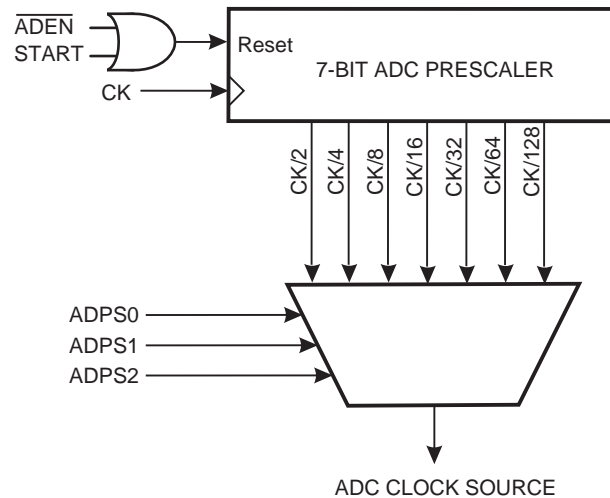 ADEN
START
CK
Reset
7-BIT ADC PRESCALER
CK/2
CK/4
CK/8
CK/16
CK/32
CK/64
CK/128
ADPS0
ADPS1
ADPS2
ADC CLOCK SOURCE